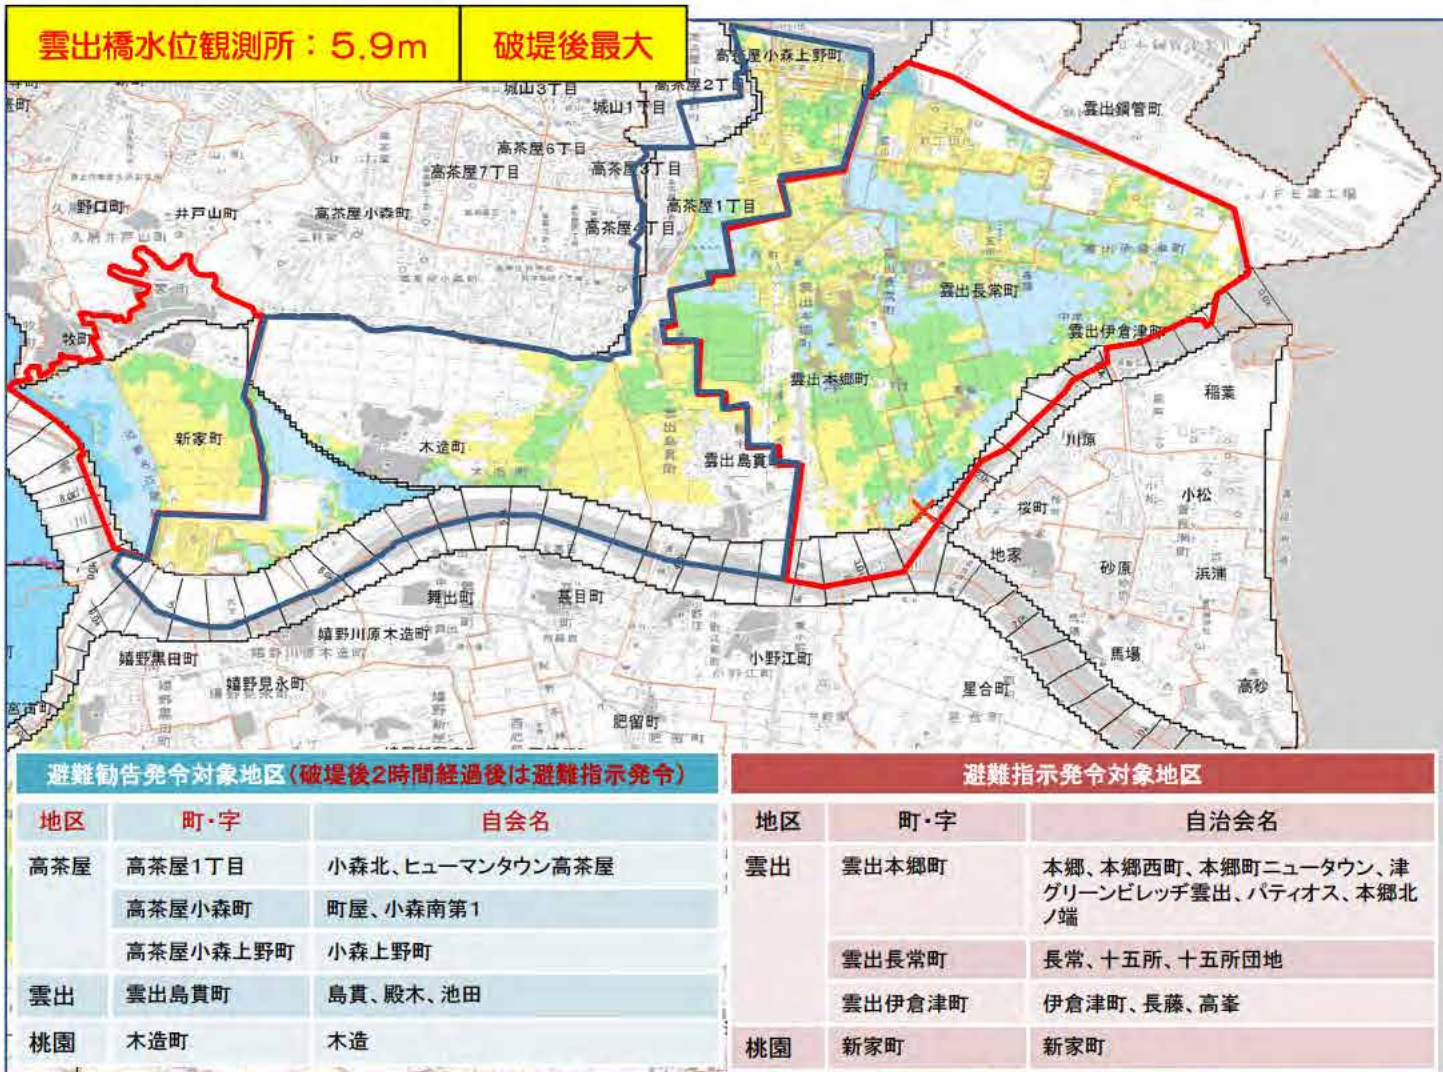 雲出橋水位観測所：5.9m
破堤後最大
高茶屋小森上野町
高茶屋2丁目
城山3丁目
城山1丁目
雲出鋼管町
高茶屋6丁目
高茶屋7丁目
高茶屋3丁目
JFE津工場
野口町
井戸山町
高茶屋小森町
高茶屋1丁目
高茶屋4丁目
雲出長常町
牧町
雲出伊倉津町
雲出本郷町
稲葉
新家町
木造町
川原
雲出島貫
雲出島貫町
小松
桜町
地家
砂原
浜浦
舞出町
甚目町
嬉野川原木造町
嬉野黒田町
小野江町
馬場
嬉野見永町
星合町
高砂
肥留町
避難勧告発令対象地区（破堤後2時間経過後は避難指示発令）
地区 町・字 自会名
高茶屋 高茶屋1丁目 小森北、ヒューマンタウン高茶屋
高茶屋小森町 町屋、小森南第1
高茶屋小森上野町 小森上野町
雲出 雲出島貫町 島貫、殿木、池田
桃園 木造町 木造
避難指示発令対象地区
地区 町・字 自治会名
雲出 雲出本郷町 本郷、本郷西町、本郷町ニュータウン、津
グリーンビレッヂ雲出、パティオス、本郷北
ノ端
雲出長常町 長常、十五所、十五所団地
雲出伊倉津町 伊倉津町、長藤、高峯
桃園 新家町 新家町